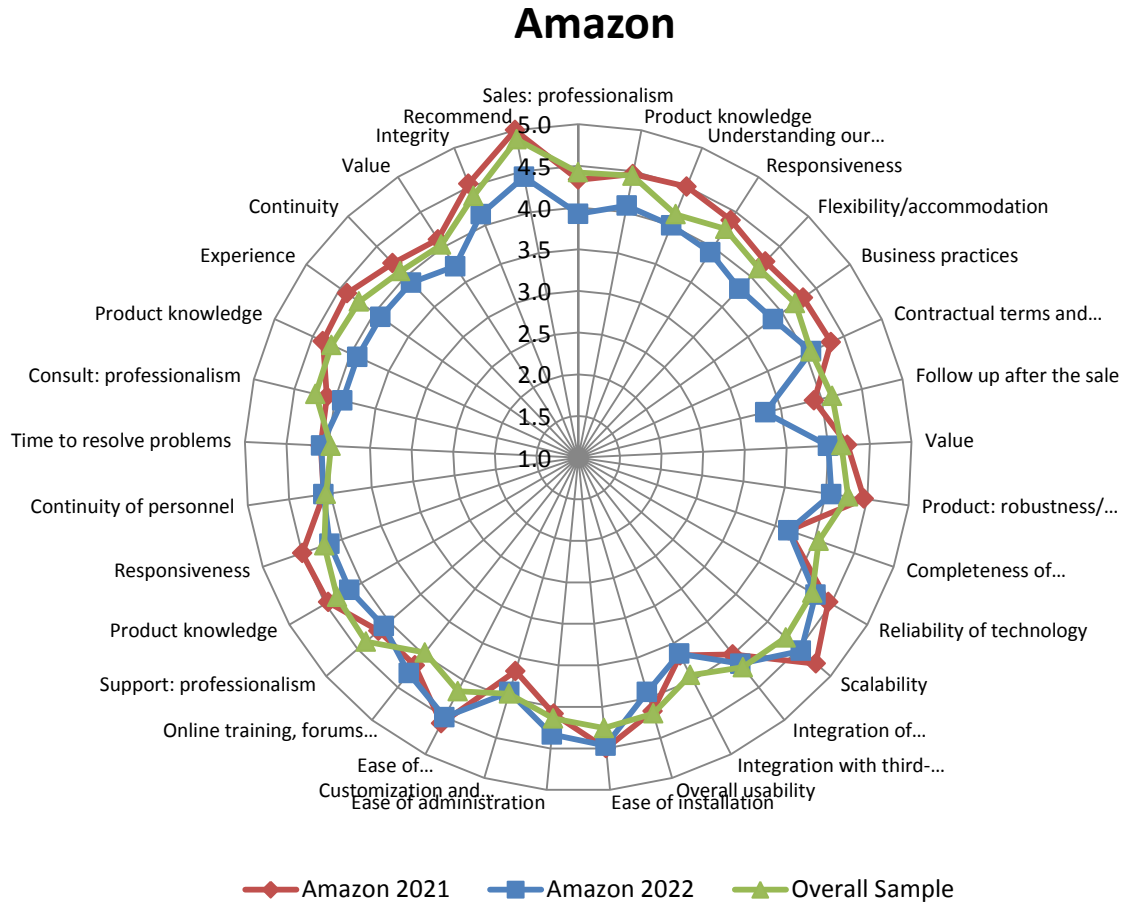 Amazon
Sales: professionalism
Product knowledge
Understanding our...
Responsiveness
Flexibility/accommodation
Business practices
Contractual terms and...
Follow up after the sale
Value
Product: robustness/...
Completeness of...
Reliability of technology
Scalability
Integration of...
Integration with third-...
Overall usability
Ease of installation
Ease of administration
Customization and...
Ease of...
Online training, forums...
Support: professionalism
Product knowledge
Responsiveness
Continuity of personnel
Time to resolve problems
Consult: professionalism
Product knowledge
Experience
Continuity
Value
Integrity
Recommend
5.0
4.5
4.0
3.5
3.0
2.5
2.0
1.5
1.0
Amazon 2021
Amazon 2022
Overall Sample